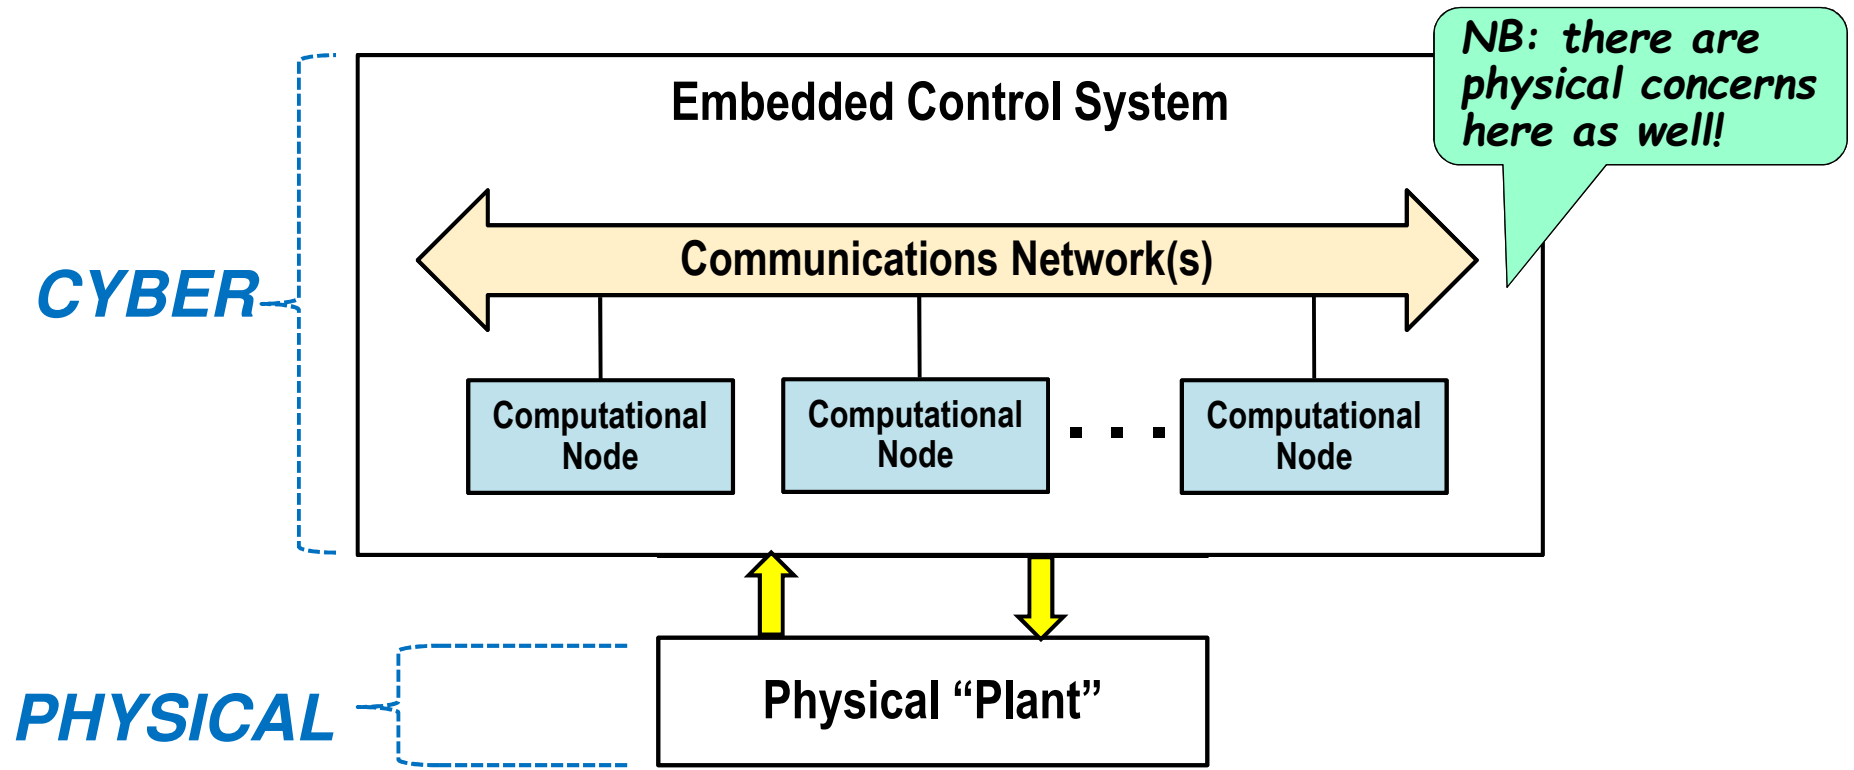 NB: there are
physical concerns
here as well!
Embedded Control System
Communications Network(s)
CYBER
Computational
Node
Computational
Node
Computational
Node
Physical “Plant”
PHYSICAL